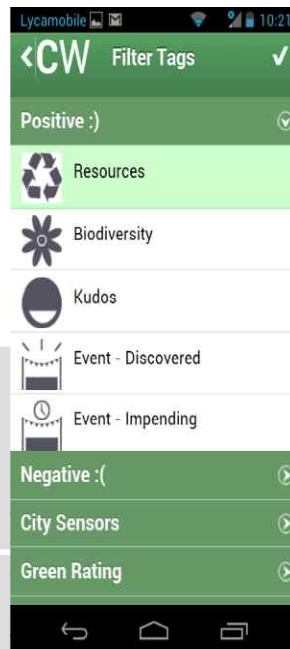 Lycamobile 10:21
CW Filter Tags
Positive :)
Resources
Biodiversity
Kudos
Event - Discovered
Event - Impending
Negative :(
City Sensors
Green Rating